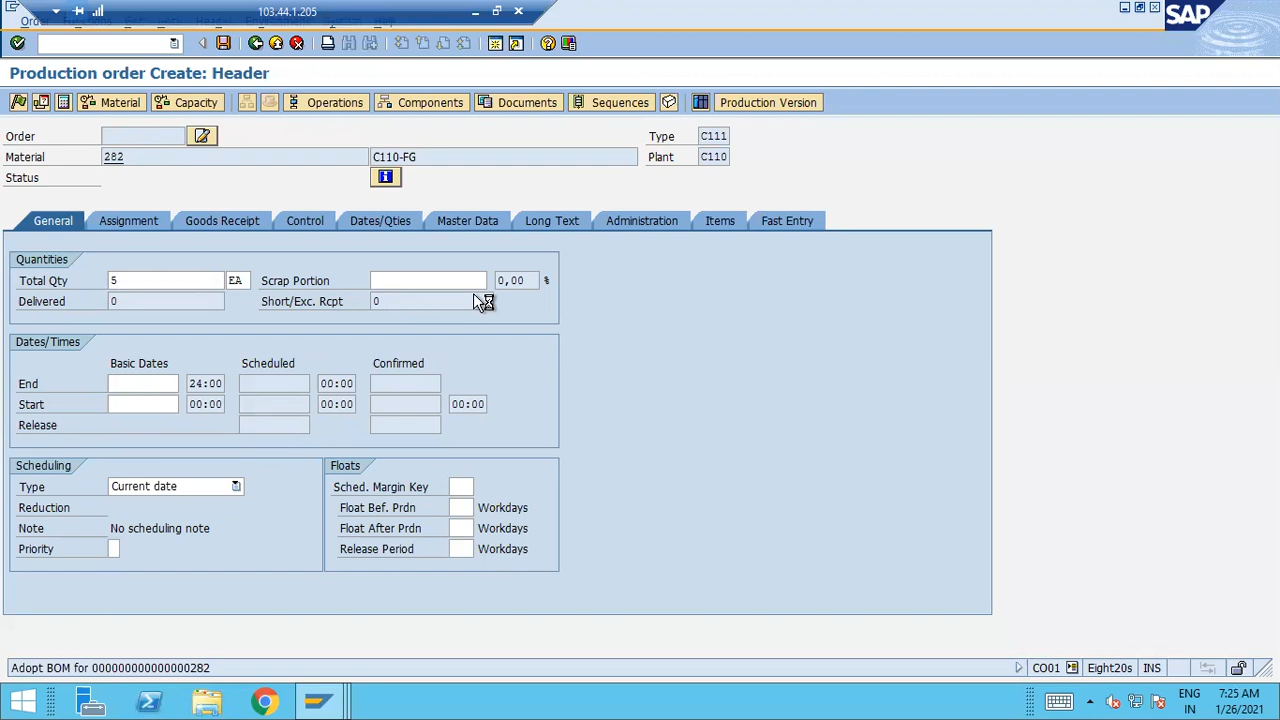 103.44.1.205
SAP
Production order Create: Header
Material Capacity Operations Components Documents Sequences Production Version
Order Type C111
Material 282 C110-FG Plant C110
Status
General Assignment Goods Receipt Control Dates/Qties Master Data Long Text Administration Items Fast Entry
Quantities
Total Qty 5 EA Scrap Portion 0,00 %
Delivered 0 Short/Exc. Rcpt 0
Dates/Times
Basic Dates Scheduled Confirmed
End 24:00 00:00
Start 00:00 00:00 00:00
Release
Scheduling Floats
Type Current date Sched. Margin Key
Reduction Float Bef. Prdn Workdays
Note No scheduling note Float After Prdn Workdays
Priority Release Period Workdays
Adopt BOM for 000000000000000282 CO01 Eight20s INS
ENG 7:25 AM
IN 1/26/2021